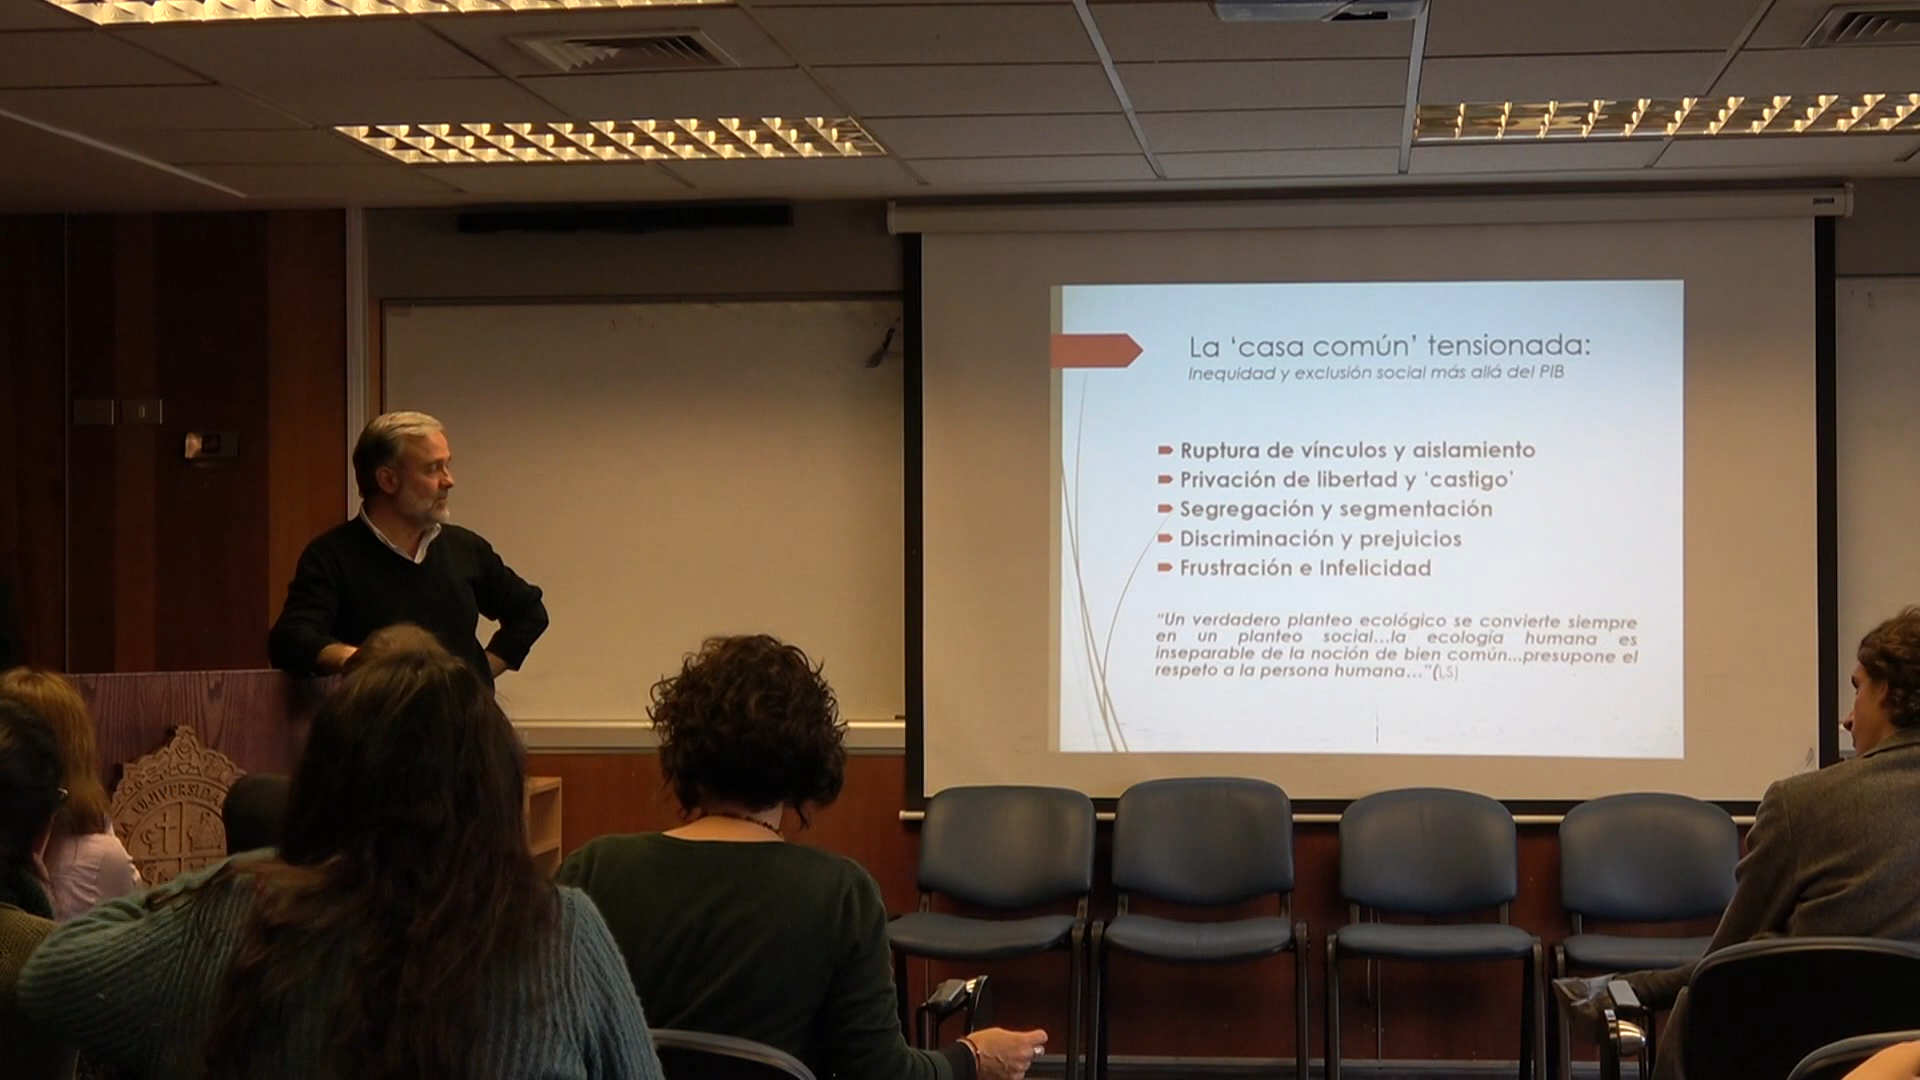 La ‘casa común’ tensionada:
Inequidad y exclusión social más allá del PIB
Ruptura de vínculos y aislamiento
Privación de libertad y ‘castigo’
Segregación y segmentación
Discriminación y prejuicios
Frustración e Infelicidad
“Un verdadero planteo ecológico se convierte siempre
en un planteo social...la ecología humana es
inseparable de la noción de bien común...presupone el
respeto a la persona humana...”(LS)
UNIVERSIDA